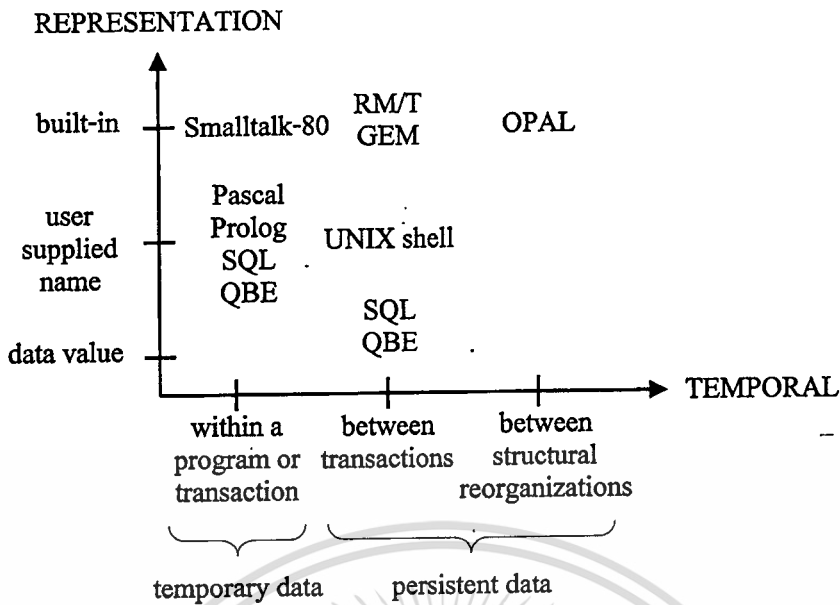 REPRESENTATION
built-in
Smalltalk-80
RM/T
GEM
OPAL
user
supplied
name
Pascal
Prolog
SQL
QBE
UNIX shell
SQL
QBE
data value
TEMPORAL
within a
program or
transaction
between
transactions
between
structural
reorganizations
temporary data
persistent data